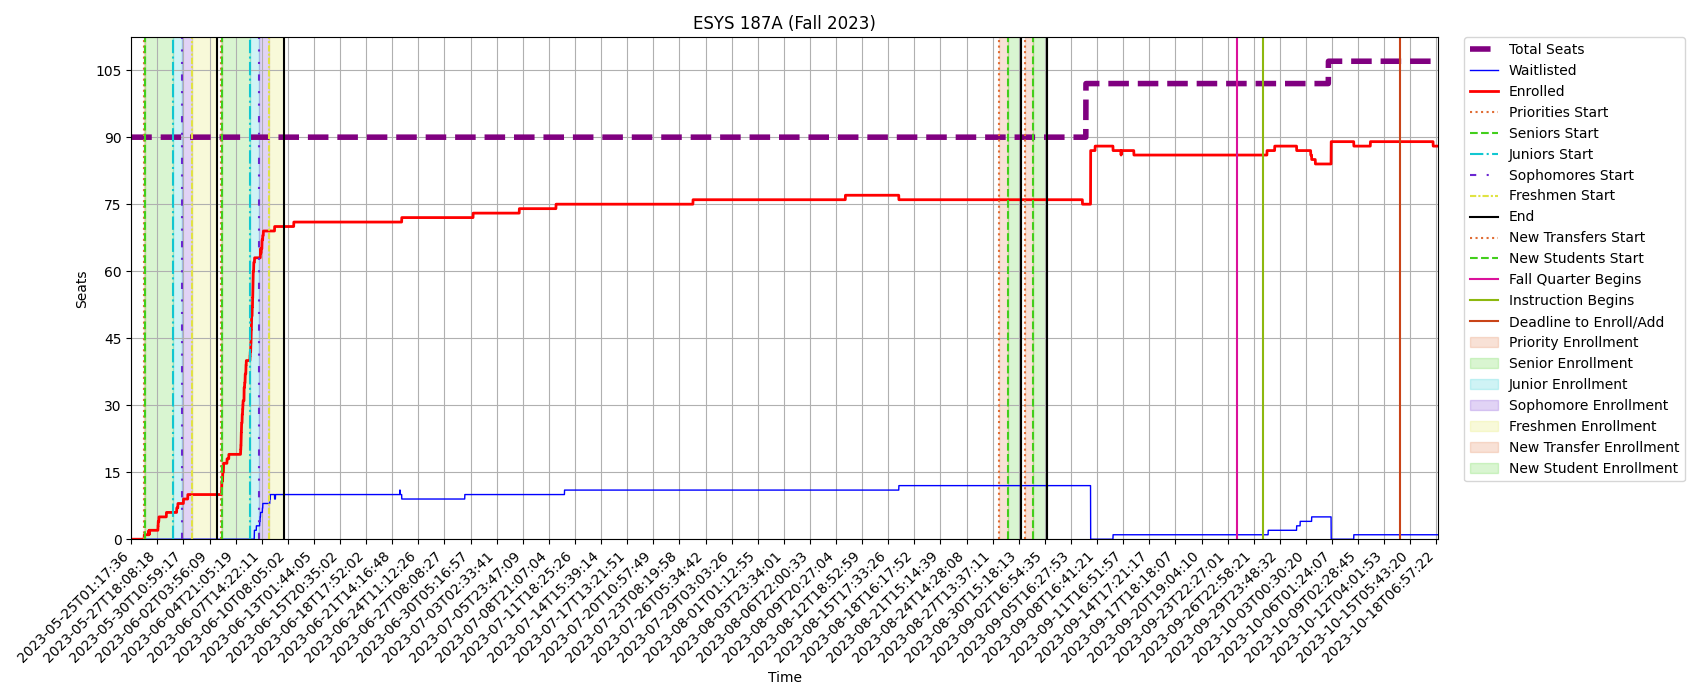 ESYS 187A (Fall 2023)
Seats
105
90
75
60
45
30
15
0
2023-05-25T01:17:36
2023-05-27T18:08:18
2023-05-30T10:59:17
2023-06-02T03:56:09
2023-06-04T21:05:19
2023-06-07T14:22:11
2023-06-10T08:05:02
2023-06-13T01:44:05
2023-06-15T20:35:02
2023-06-18T17:52:02
2023-06-21T14:16:48
2023-06-24T11:12:26
2023-06-27T08:08:27
2023-06-30T05:16:57
2023-07-03T02:33:41
2023-07-05T23:47:09
2023-07-08T21:07:04
2023-07-11T18:25:26
2023-07-14T15:39:14
2023-07-17T13:21:51
2023-07-20T10:57:49
2023-07-23T08:19:58
2023-07-26T05:34:42
2023-07-29T03:03:26
2023-08-01T01:12:55
2023-08-03T23:34:01
2023-08-06T22:00:33
2023-08-09T20:27:04
2023-08-12T18:52:59
2023-08-15T17:33:26
2023-08-18T16:17:52
2023-08-21T15:14:39
2023-08-24T14:28:08
2023-08-27T13:37:11
2023-08-30T15:18:13
2023-09-02T16:54:35
2023-09-05T16:27:53
2023-09-08T16:41:21
2023-09-11T16:51:57
2023-09-14T17:21:17
2023-09-17T18:18:07
2023-09-20T19:04:10
2023-09-23T22:27:01
2023-09-26T22:58:21
2023-09-29T23:48:32
2023-10-03T00:30:20
2023-10-06T01:24:07
2023-10-09T02:28:45
2023-10-12T04:01:53
2023-10-15T05:43:20
2023-10-18T06:57:22
Time
Total Seats
Waitlisted
Enrolled
Priorities Start
Seniors Start
Juniors Start
Sophomores Start
Freshmen Start
End
New Transfers Start
New Students Start
Fall Quarter Begins
Instruction Begins
Deadline to Enroll/Add
Priority Enrollment
Senior Enrollment
Junior Enrollment
Sophomore Enrollment
Freshmen Enrollment
New Transfer Enrollment
New Student Enrollment